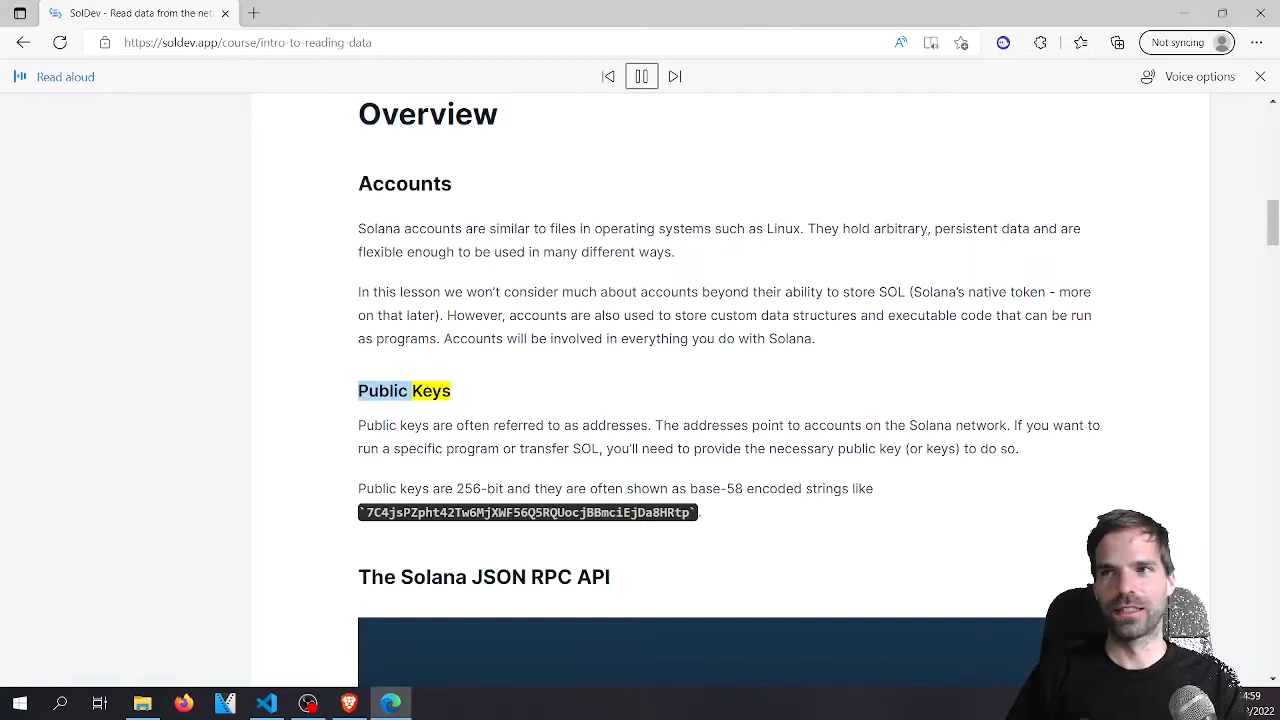 SolDev - Read data from the net
https://soldev.app/course/intro-to-reading-data
Not syncing
Read aloud
Voice options
Overview
Accounts
Solana accounts are similar to files in operating systems such as Linux. They hold arbitrary, persistent data and are
flexible enough to be used in many different ways.
In this lesson we won't consider much about accounts beyond their ability to store SOL (Solana's native token - more
on that later). However, accounts are also used to store custom data structures and executable code that can be run
as programs. Accounts will be involved in everything you do with Solana.
Public Keys
Public keys are often referred to as addresses. The addresses point to accounts on the Solana network. If you want to
run a specific program or transfer SOL, you'll need to provide the necessary public key (or keys) to do so.
Public keys are 256-bit and they are often shown as base-58 encoded strings like
`7C4jsPZpht42Tw6MjXWF56Q5RQUocjBBmciEjDa8HRtp`.
The Solana JSON RPC API
4:59
/2022